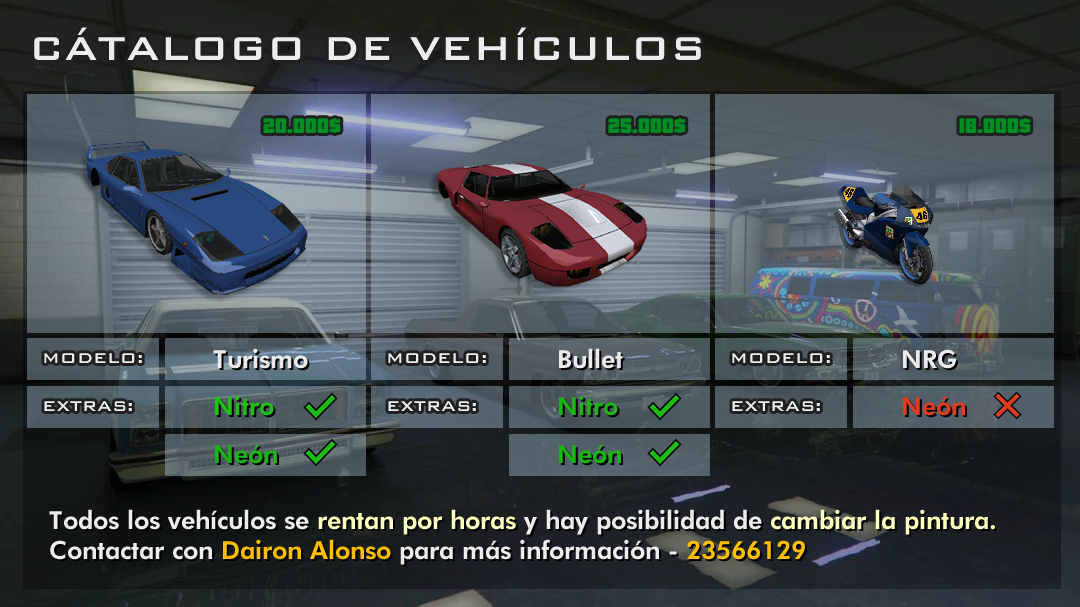 CÁTALOGO DE VEHÍCULOS
20.000$
25.000$
18.000$
46
46
MODELO: Turismo
MODELO: Bullet
MODELO: NRG
EXTRAS: Nitro
EXTRAS: Nitro
EXTRAS: Neón
Neón
Neón
Todos los vehículos se rentan por horas y hay posibilidad de cambiar la pintura.
Contactar con Dairon Alonso para más información - 23566129